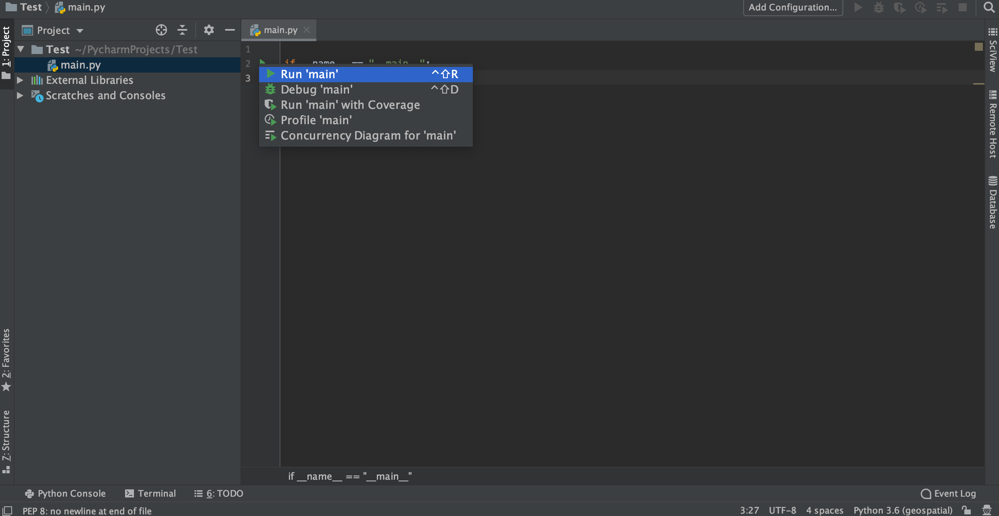 Test main.py
Add Configuration...
Project
main.py
Test ~/PycharmProjects/Test
main.py
External Libraries
Scratches and Consoles
1: Project
2: Favorites
7: Structure
1
2
3
if __name__ == "__main__":
Run 'main' ^⇧R
Debug 'main' ^⇧D
Run 'main' with Coverage
Profile 'main'
Concurrency Diagram for 'main'
SciView
Remote Host
Database
if __name__ == "__main__"
Python Console
Terminal
6: TODO
Event Log
PEP 8: no newline at end of file
3:27 UTF-8 4 spaces Python 3.6 (geospatial)